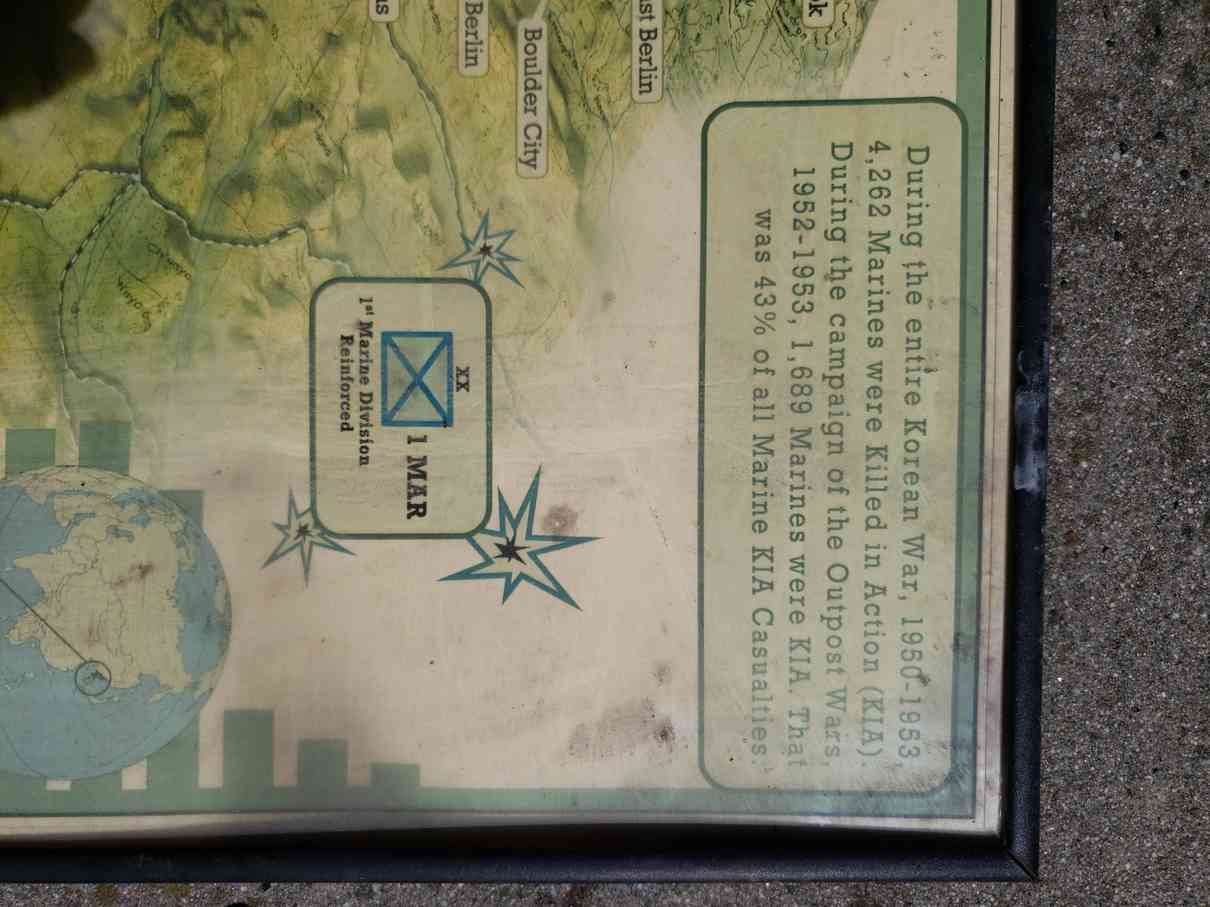 During the entire Korean War, 1950-1953,
4,262 Marines were Killed in Action (KIA).
During the campaign of the Outpost Wars,
1952-1953, 1,689 Marines were KIA. That
was 43% of all Marine KIA Casualties.
Berlin
Boulder City
Berlin
XX
1 MAR
1st Marine Division
Reinforced